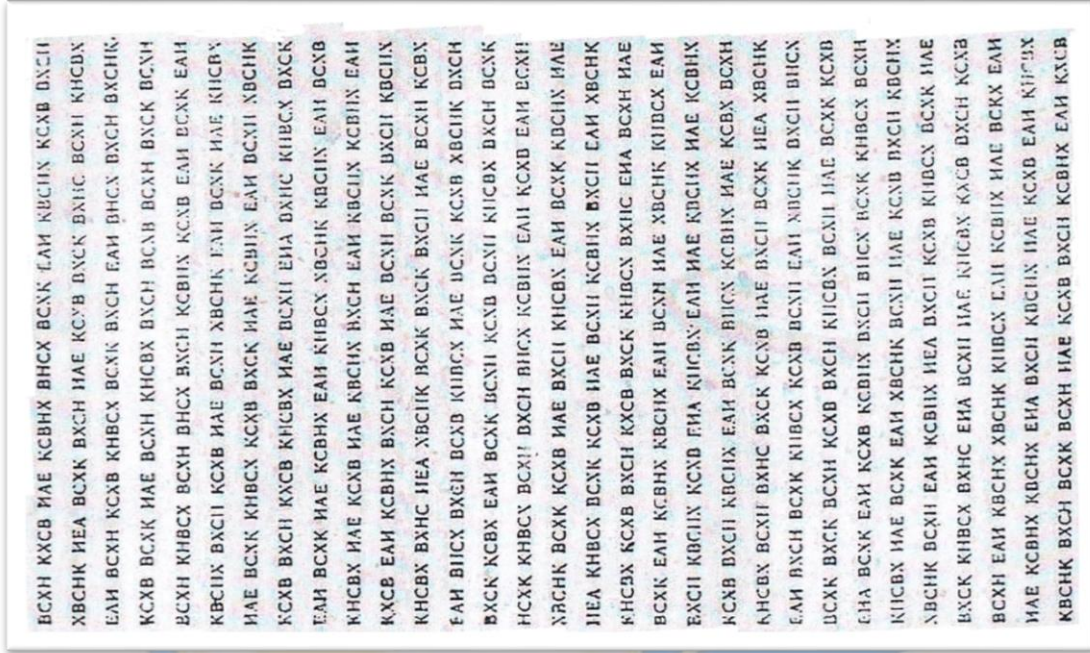 ВСХН КХСВ ИАЕ КСВНХ ВНСХ ВСХК ЕАИ КВСНХ КСХВ ВХСН
ХВСНК ИЕА ВСХК ВХСН ИАЕ КСХВ ВХСК ВХНС ВСХН КНСВХ
ЕАИ ВСХН КСХВ КНВСХ ВСХК ВХСН ЕАИ ВНСХ ВХСН ВХСНК
КСХВ ВСХК ИАЕ ВСХН КНСВХ ВХСН ВСХВ ВСХН ВХСК ВСХН
ВСХН КНВСХ ВСХН ВНСХ ВХСН КСВНХ КСХВ ЕАИ ВСХК ЕАИ
КВСНХ ВХСН КСХВ ИАЕ ВСХН ХВСНК ЕАИ ВСХК ИАЕ КНСВХ
ИАЕ ВСХК КНВСХ КСХВ ВХСК ИАЕ КСВНХ ЕАИ ВСХН ХВСНК
КСХВ ВХСН КХСВ КНСВХ ИАЕ ВСХН ЕИА ВХНС КНВСХ ВХСК
ЕАИ ВСХК ИАЕ КСВНХ ЕАИ КНВСХ ХВСНК КВСНХ ЕАИ ВСХВ
КНСВХ ИАЕ КСХВ ИАЕ КВСНХ ВХСН ЕАИ КВСНХ КСВНХ ЕАИ
КХСВ ЕАИ КСВНХ ВХСН КСХВ ИАЕ ВСХН ВСХК ВХСН КВСНХ
КНСВХ ВХНС ИЕА ХВСНК ВСХК ВХСК ВХСН ИАЕ ВСХН КСВХ
ЕАИ ВНСХ ВХСН ВСХВ КНВСХ ИАЕ ВСХК КСХВ ХВСНК ВХСН
ВХСК КСВХ ЕАИ ВСХК ВСХН КСХВ ВСХН КНСВХ ВХСН ВСХК
НСХК КНВСХ ВСХН ВХСН ВНСХ КСВНХ ЕАИ КСХВ ЕАИ ВСХН
ХВСНК ВСХК КСХВ ИАЕ ВХСН КНСВХ ЕАИ ВСХК КВСНХ ИАЕ
ИЕА КНВСХ ВСХК КСХВ ИАЕ ВСХН КСВНХ ВХСН ЕАИ ХВСНК
КНСВХ КСХВ ВХСН КХСВ ВХСК КНВСХ ВХНС ЕИА ВСХН ИАЕ
ВСХК ЕАИ КСВНХ КВСНХ ЕАИ ВСХН ИАЕ ХВСНК КНВСХ ЕАИ
ВХСН КВСНХ КСХВ ЕИА КНСВХ ЕАИ ИАЕ КВСНХ ИАЕ КСВНХ
КСХВ ВХСН КВСНХ ЕАИ ВСХК ВНСХ КСВНХ ИАЕ КСВХ ВСХН
КНСВХ ВСХН ВХНС ВХСК КСХВ ИАЕ ВХСН ВСХК ИЕА ХВСНК
ЕАИ ВХСН ВСХК КНВСХ КСХВ ВСХН ЕАИ ХВСНК ВХСН ВНСХ
ВСХК ВХСК ВСХН КСХВ ВХСН КНСВХ ВСХН ИАЕ ВСХК КСХВ
ЕИА ВСХК ЕАИ КСХВ КСВНХ ВХСН ВНСХ ВСХК КНВСХ ВСХН
КНСВХ ИАЕ ВСХК ЕАИ ХВСНК ВСХН ИАЕ КСХВ ВХСН КВСНХ
ХВСНК ВСХН ЕАИ КСВНХ ИЕА ВХСН КСХВ КНВСХ ВСХК ИАЕ
ВХСК КНВСХ ВХНС ЕИА ВСХН ИАЕ КНСВХ КХСВ ВХСН КСХВ
ВСХН ЕАИ КВСНХ ХВСНК КНВСХ ЕАИ КСВНХ ИАЕ ВСКХ ЕАИ
ИАЕ КСВНХ КВСНХ ЕИА ВХСН КВСНХ ИАЕ КСХВ ЕАИ КНСВХ
КВСНК ВХСН ВСХК ВСХН ИАЕ КСХВ ВХСН КСВНХ ЕАИ КХСВ